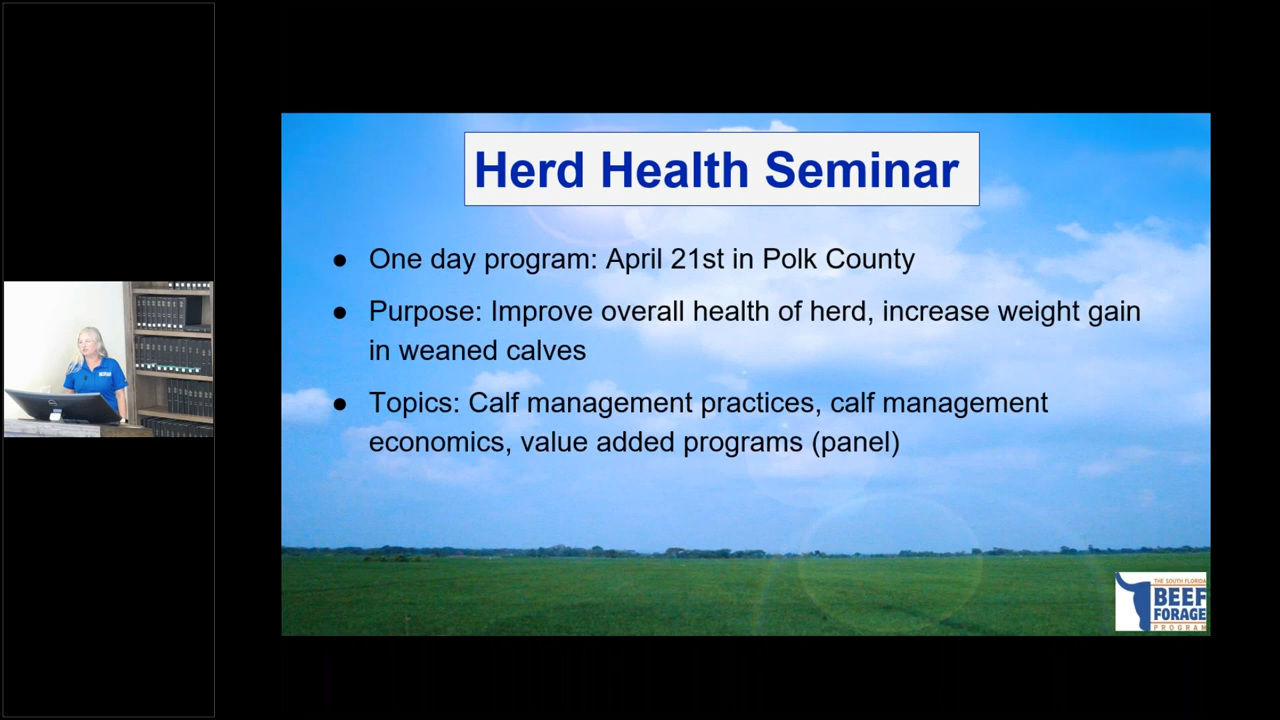 Herd Health Seminar
● One day program: April 21st in Polk County
● Purpose: Improve overall health of herd, increase weight gain
in weaned calves
● Topics: Calf management practices, calf management
economics, value added programs (panel)
THE SOUTH FLORIDA
BEEF
FORAGE
PROGRAM